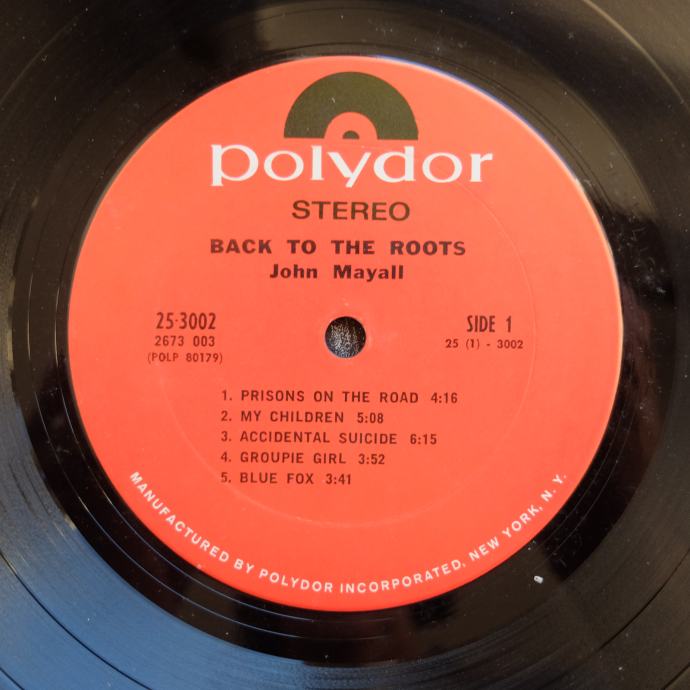 polydor
STEREO
BACK TO THE ROOTS
John Mayall
25-3002
2673 003
(POLP 80179)
SIDE 1
25 (1) - 3002
1. PRISONS ON THE ROAD 4:16
2. MY CHILDREN 5:08
3. ACCIDENTAL SUICIDE 6:15
4. GROUPIE GIRL 3:52
5. BLUE FOX 3:41
MANUFACTURED BY POLYDOR INCORPORATED, NEW YORK, N. Y.